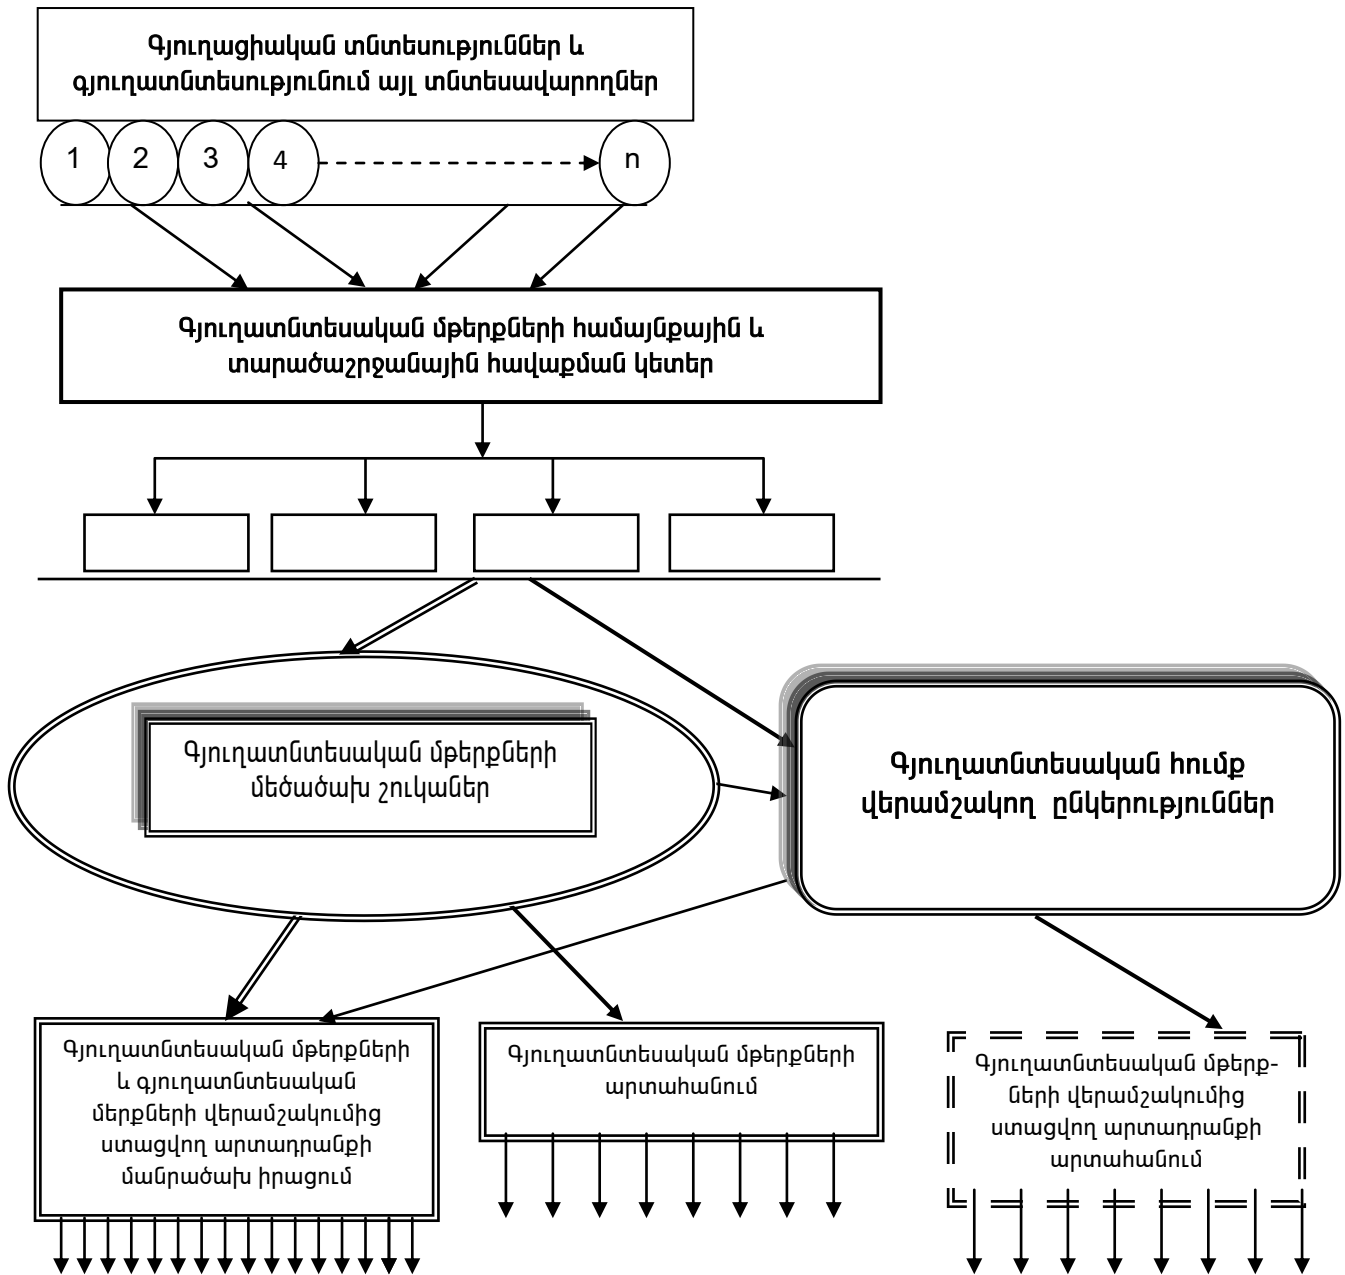 Գյուղացիական տնտեսություններ և
գյուղատնտեսությունում այլ տնտեսավարողներ
1 2 3 4 n
Գյուղատնտեսական մթերքների համայնքային և
տարածաշրջանային հավաքման կետեր
Գյուղատնտեսական մթերքների
մեծածախ շուկաներ
Գյուղատնտեսական հումք
վերամշակող ընկերություններ
Գյուղատնտեսական մթերքների
և գյուղատնտեսական
մերքների վերամշակումից
ստացվող արտադրանքի
մանրածախ իրացում
Գյուղատնտեսական մթերքների
արտահանում
Գյուղատնտեսական մթերք-
ների վերամշակումից
ստացվող արտադրանքի
արտահանում